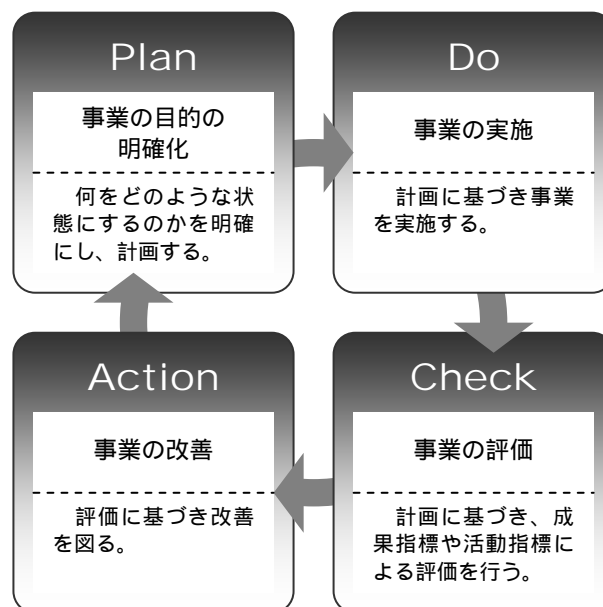 Plan
事業の目的の
明確化
何をどのような状
態にするのかを明確
にし、計画する。
Do
事業の実施
計画に基づき事業
を実施する。
Action
事業の改善
評価に基づき改善
を図る。
Check
事業の評価
計画に基づき、成
果指標や活動指標に
よる評価を行う。